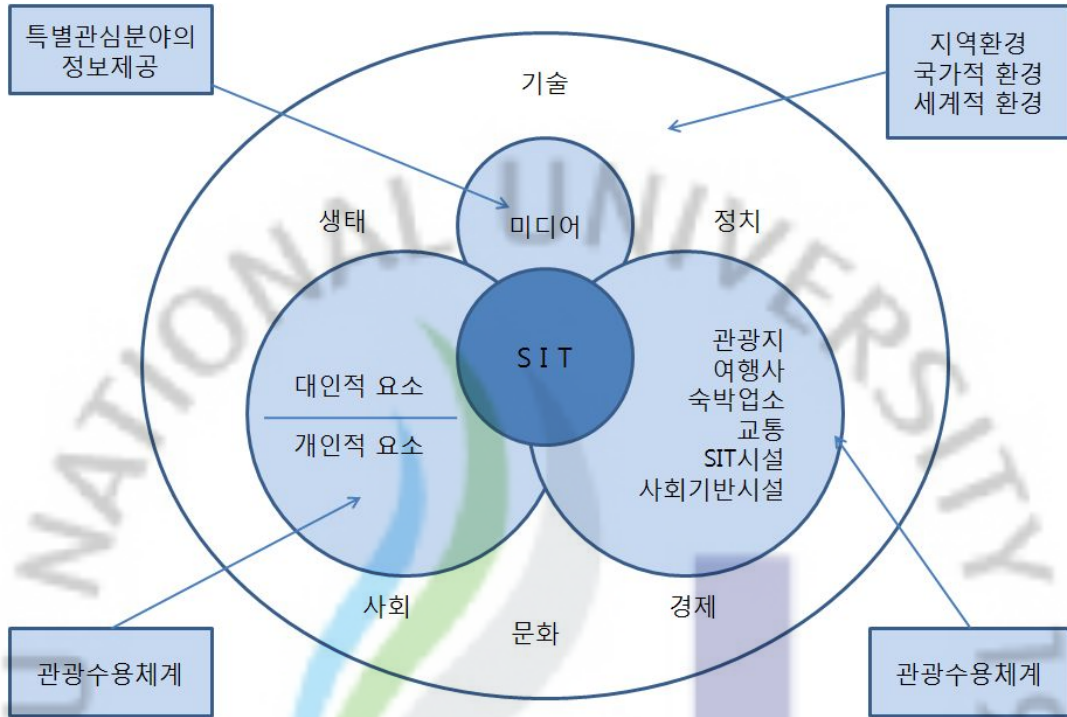 특별관심분야의
정보제공
지역환경
국가적 환경
세계적 환경
기술
생태
미디어
정치
S I T
대인적 요소
개인적 요소
관광지
여행사
숙박업소
교통
SIT시설
사회기반시설
사회
문화
경제
관광수용체계
관광수용체계
NATIONAL UNIVERSITY